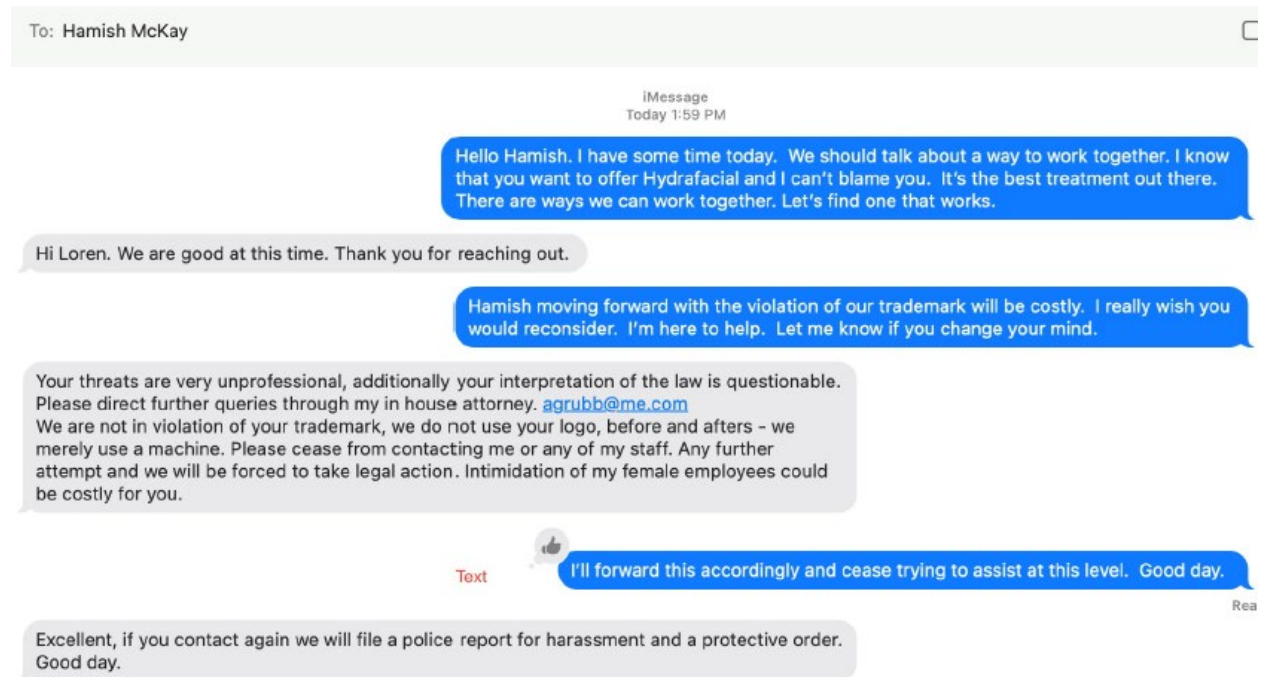 To: Hamish McKay
iMessage
Today 1:59 PM
Hello Hamish. I have some time today.  We should talk about a way to work together. I know
that you want to offer Hydrafacial and I can't blame you.  It's the best treatment out there.
There are ways we can work together. Let's find one that works.
Hi Loren. We are good at this time. Thank you for reaching out.
Hamish moving forward with the violation of our trademark will be costly.  I really wish you
would reconsider.  I'm here to help.  Let me know if you change your mind.
Your threats are very unprofessional, additionally your interpretation of the law is questionable.
Please direct further queries through my in house attorney. agrubb@me.com
We are not in violation of your trademark, we do not use your logo, before and afters - we
merely use a machine. Please cease from contacting me or any of my staff. Any further
attempt and we will be forced to take legal action. Intimidation of my female employees could
be costly for you.
Text
I'll forward this accordingly and cease trying to assist at this level.  Good day.
Rea
Excellent, if you contact again we will file a police report for harassment and a protective order.
Good day.